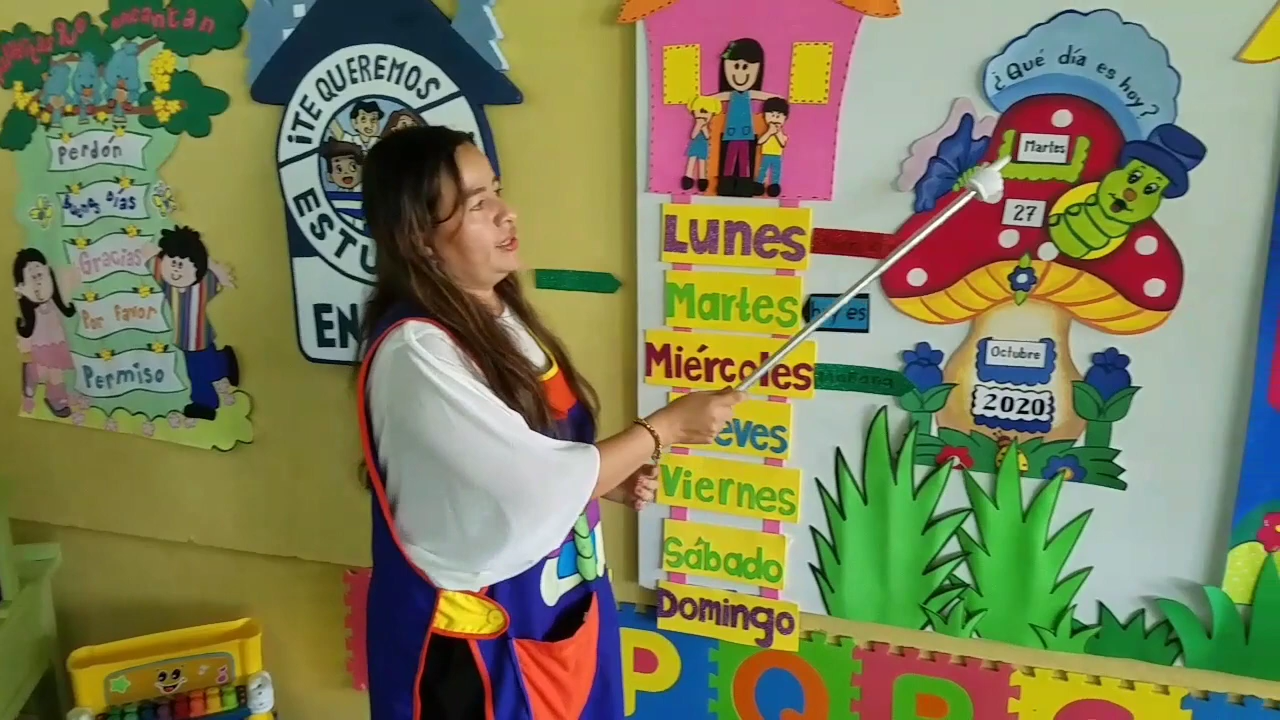 encantan
Perdón
Buenos días
Gracias
Por favor
Permiso
¡TE QUEREMOS
ESTU
EN
Lunes
Martes
hoy es
Miércoles
mañana
eves
Viernes
Sábado
Domingo
¿Qué día es hoy?
Martes
27
Octubre
2020
P
Q
R